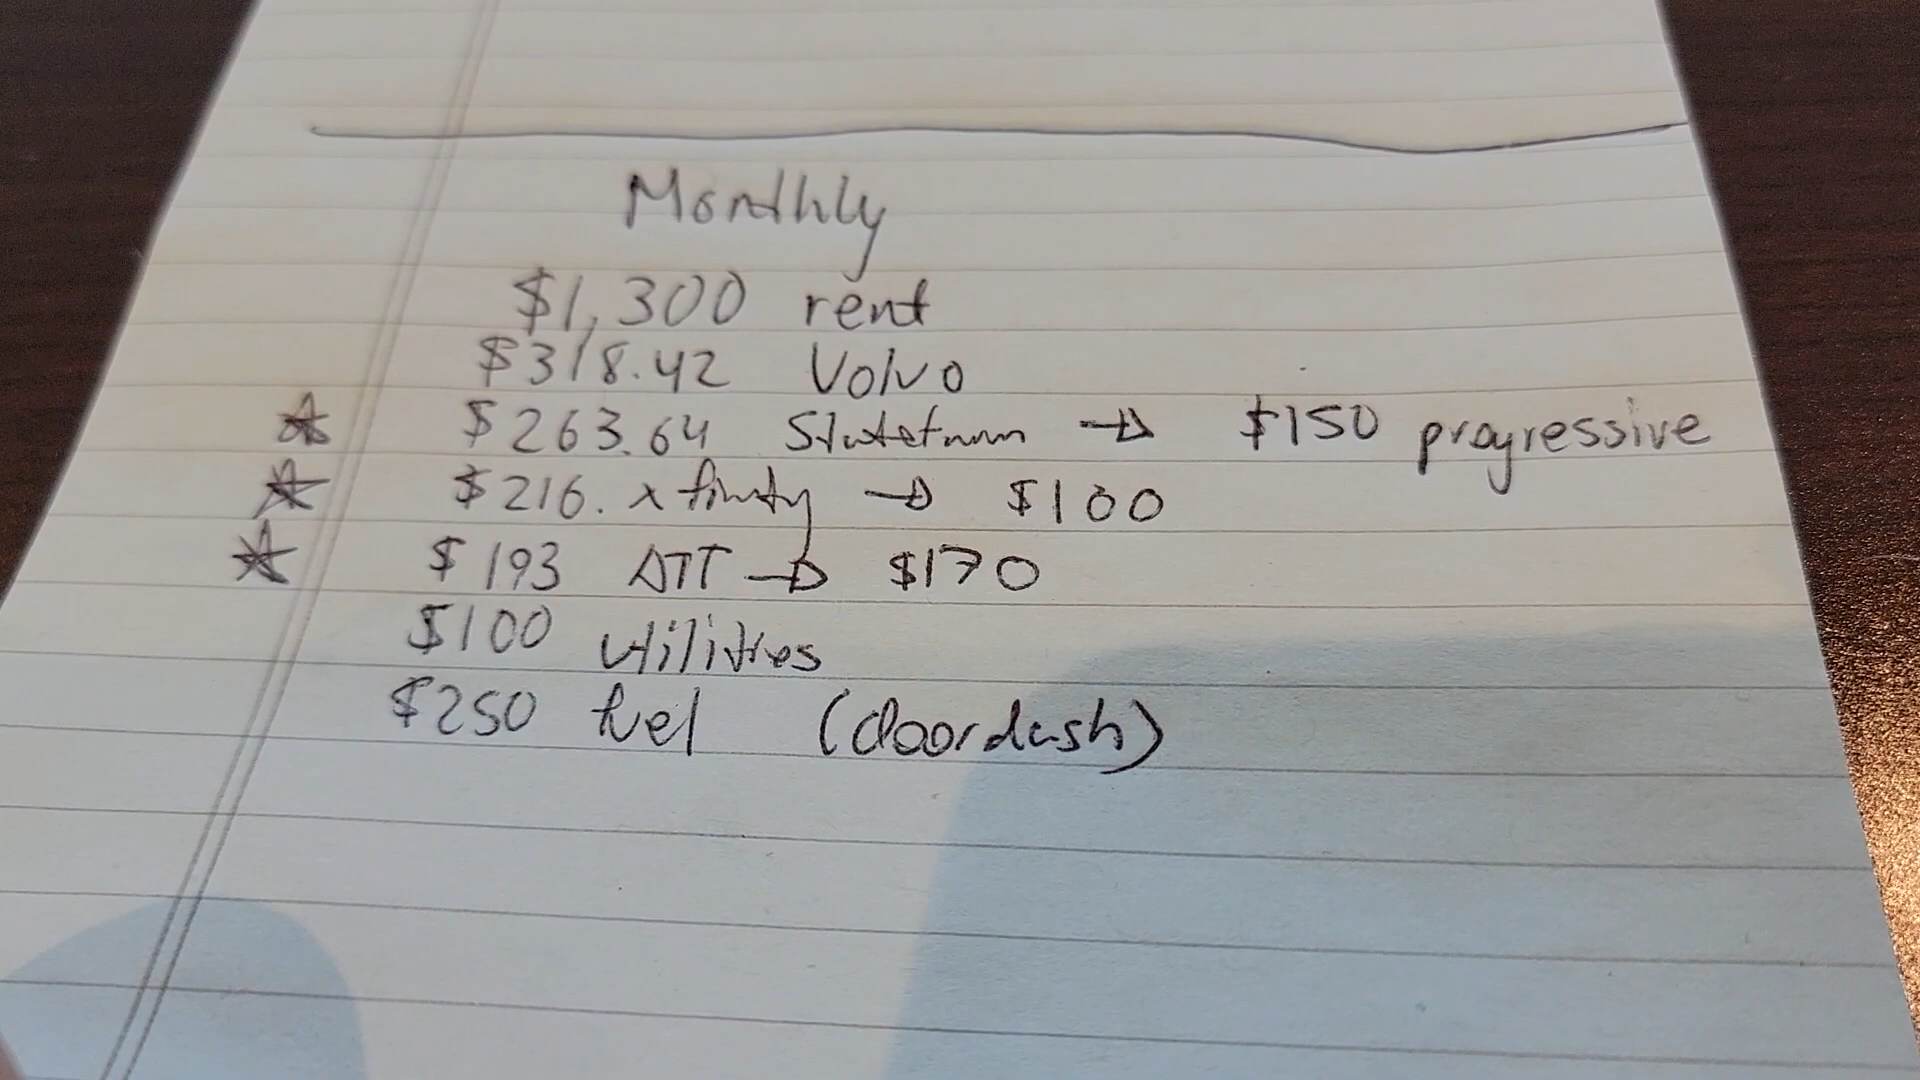 Monthly
$1,300 rent
$318.42 Volvo
☆ $263.64 Statefarm → $150 progressive
☆ $216. xfinity → $100
☆ $193 ATT → $170
$100 utilities
$250 fuel (doordash)